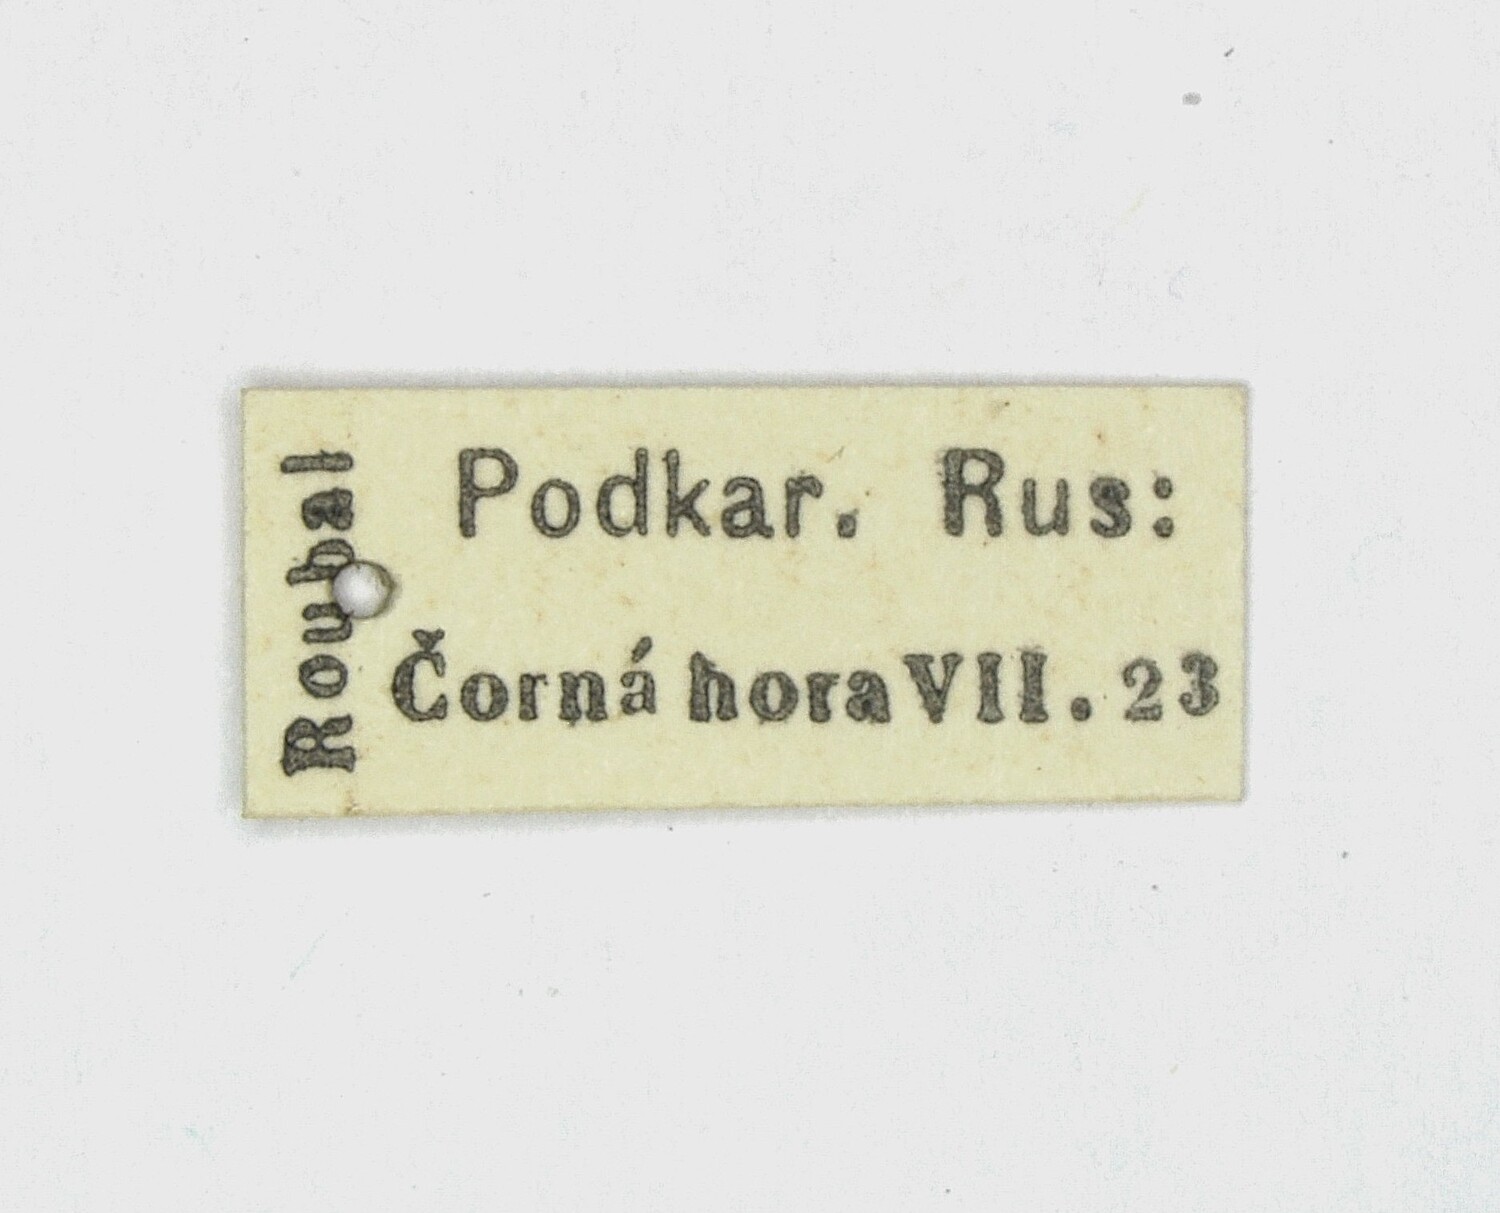 Podkar. Rus:
Čorná hora VII. 23
Roubal